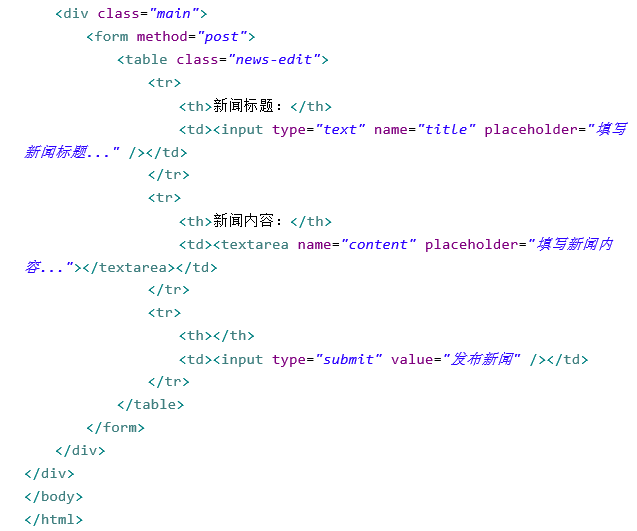 <div class="main">
<form method="post">
<table class="news-edit">
<tr>
<th>新闻标题：</th>
<td><input type="text" name="title" placeholder="填写
新闻标题..." /></td>
</tr>
<tr>
<th>新闻内容：</th>
<td><textarea name="content" placeholder="填写新闻内
容..."></textarea></td>
</tr>
<tr>
<th></th>
<td><input type="submit" value="发布新闻" /></td>
</tr>
</table>
</form>
</div>
</div>
</body>
</html>